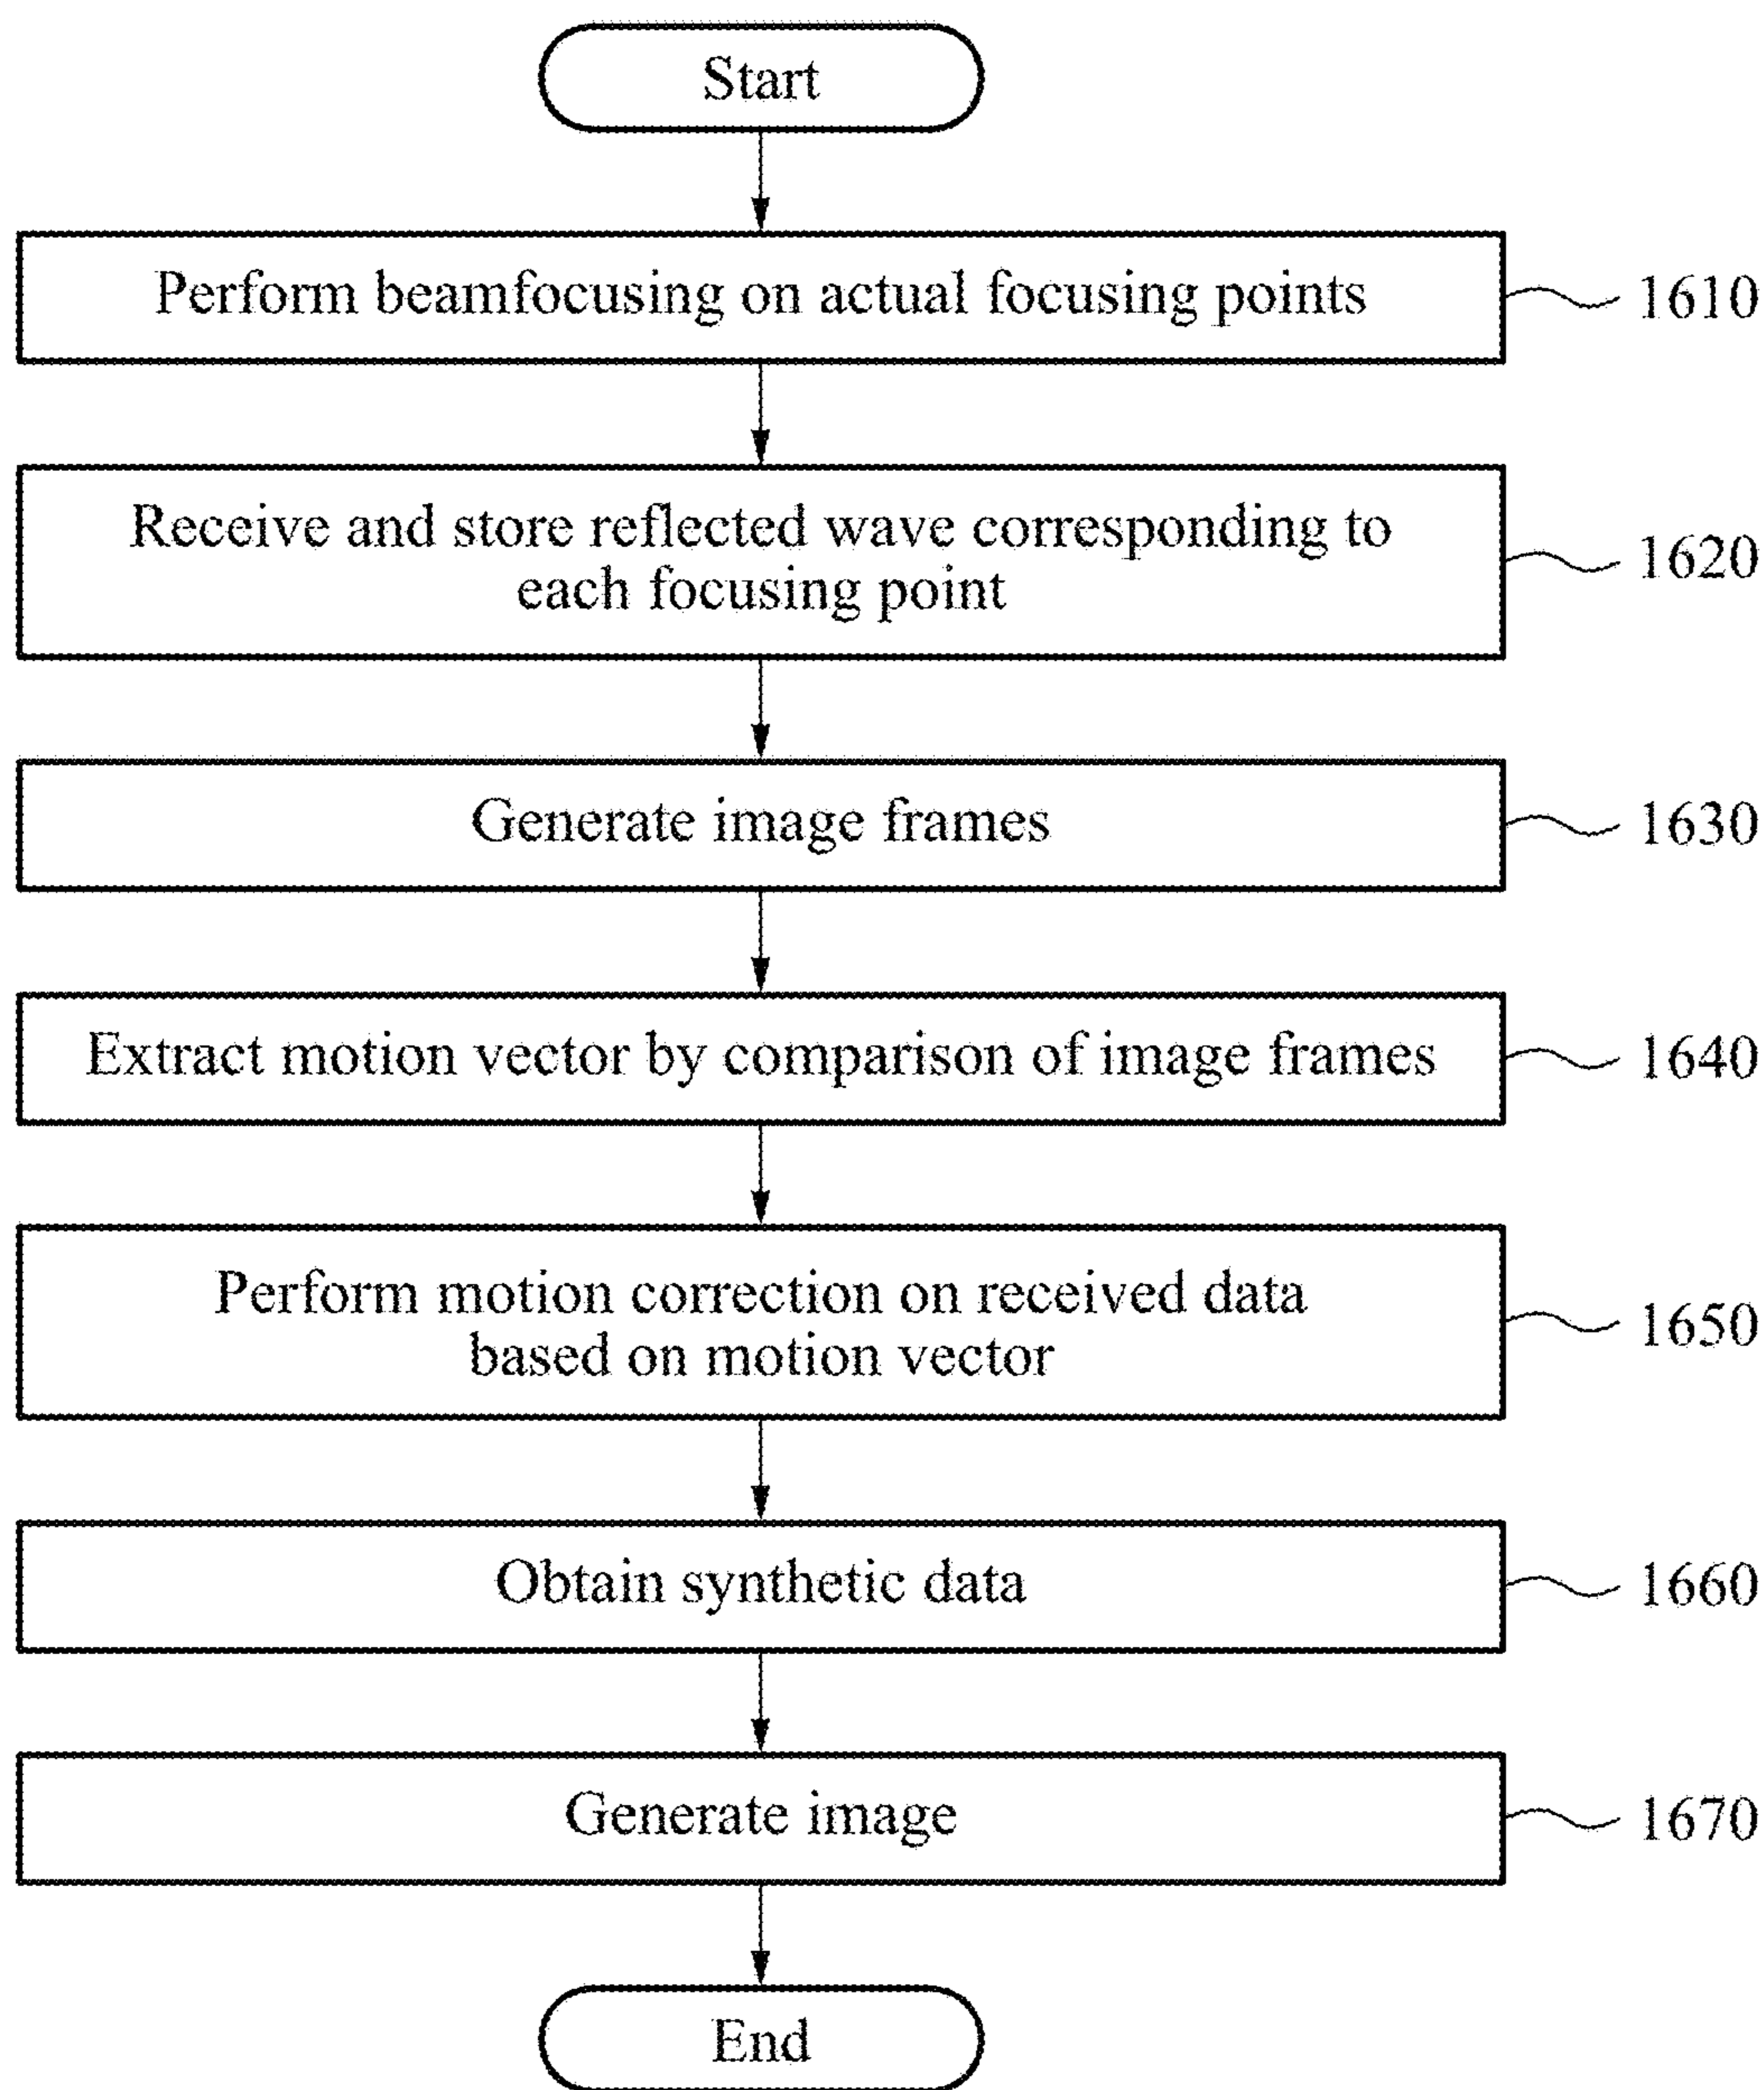 Start
Perform beamfocusing on actual focusing points
1610
Receive and store reflected wave corresponding to
each focusing point
1620
Generate image frames
1630
Extract motion vector by comparison of image frames
1640
Perform motion correction on received data
based on motion vector
1650
Obtain synthetic data
1660
Generate image
1670
End